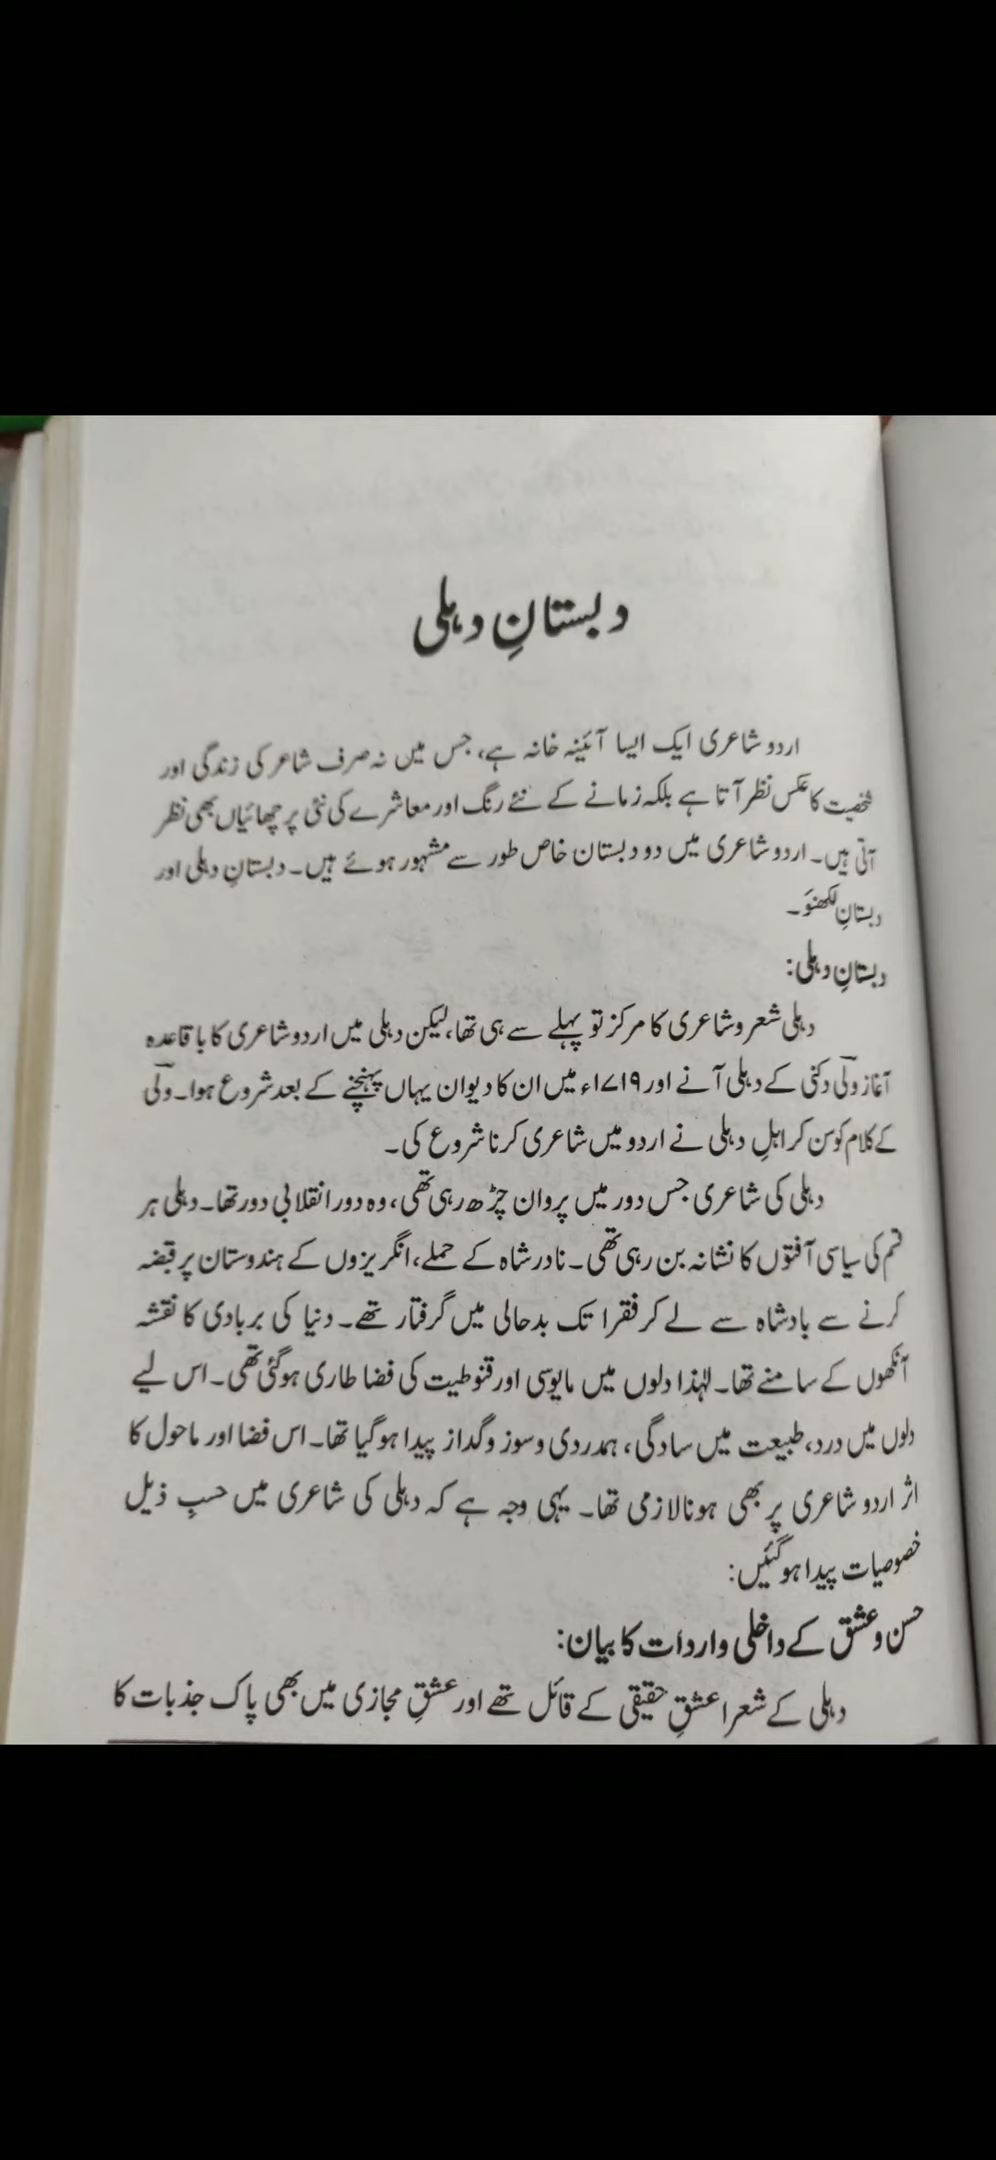 دبستانِ دہلی
اردو شاعری ایک ایسا آئینہ خانہ ہے، جس میں نہ صرف شاعر کی زندگی اور
شخصیت کا عکس نظر آتا ہے بلکہ زمانے کے نئے رنگ اور معاشرے کی نئی پرچھائیاں بھی نظر
آتی ہیں۔ اردو شاعری میں دو دبستان خاص طور سے مشہور ہوئے ہیں۔ دبستانِ دہلی اور
دبستانِ لکھنؤ۔
دبستانِ دہلی:
دہلی شعر و شاعری کا مرکز تو پہلے سے ہی تھا، لیکن دہلی میں اردو شاعری کا باقاعدہ
آغاز ولیؔ دکنی کے دہلی آنے اور ۱۷۱۹ء میں ان کا دیوان یہاں پہنچنے کے بعد شروع ہوا۔ ولیؔ
کے کلام کو سن کر اہلِ دہلی نے اردو میں شاعری کرنا شروع کی۔
دہلی کی شاعری جس دور میں پروان چڑھ رہی تھی، وہ دور انقلابی دور تھا۔ دہلی ہر
قسم کی سیاسی آفتوں کا نشانہ بن رہی تھی۔ نادر شاہ کے حملے، انگریزوں کے ہندوستان پر قبضہ
کرنے سے بادشاہ سے لے کر فقرا تک بدحالی میں گرفتار تھے۔ دنیا کی بربادی کا نقشہ
آنکھوں کے سامنے تھا۔ لہٰذا دلوں میں مایوسی اور قنوطیت کی فضا طاری ہوگئی تھی۔ اس لیے
دلوں میں درد، طبیعت میں سادگی، ہمدردی و سوز و گداز پیدا ہوگیا تھا۔ اس فضا اور ماحول کا
اثر اردو شاعری پر بھی ہونا لازمی تھا۔ یہی وجہ ہے کہ دہلی کی شاعری میں حسبِ ذیل
خصوصیات پیدا ہوگئیں:
حسن و عشق کے داخلی واردات کا بیان:
دہلی کے شعرا عشقِ حقیقی کے قائل تھے اور عشقِ مجازی میں بھی پاک جذبات کا